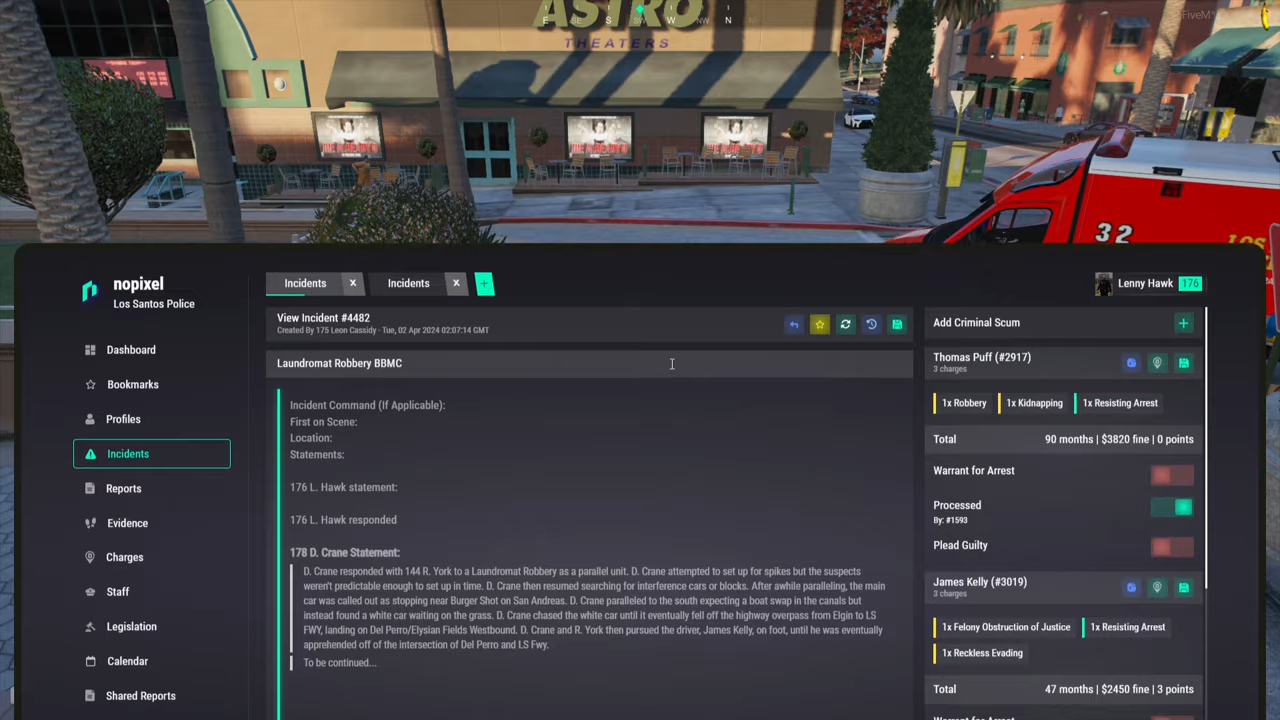 ASTRO
THEATERS
E SE S SW W NW N
FiveM
32
LOS
nopixel
Los Santos Police
Dashboard
Bookmarks
Profiles
Incidents
Reports
Evidence
Charges
Staff
Legislation
Calendar
Shared Reports
Incidents x
Incidents x
+
Lenny Hawk 176
View Incident #4482
Created By 175 Leon Cassidy · Tue, 02 Apr 2024 02:07:14 GMT
Laundromat Robbery BBMC
Incident Command (If Applicable):
First on Scene:
Location:
Statements:
176 L. Hawk statement:
176 L. Hawk responded
178 D. Crane Statement:
D. Crane responded with 144 R. York to a Laundromat Robbery as a parallel unit. D. Crane attempted to set up for spikes but the suspects
weren't predictable enough to set up in time. D. Crane then resumed searching for interference cars or blocks. After awhile paralleling, the main
car was called out as stopping near Burger Shot on San Andreas. D. Crane paralleled to the south expecting a boat swap in the canals but
instead found a white car waiting on the grass. D. Crane chased the white car until it eventually fell off the highway overpass from Elgin to LS
FWY, landing on Del Perro/Elysian Fields Westbound. D. Crane and R. York then pursued the driver, James Kelly, on foot, until he was eventually
apprehended off of the intersection of Del Perro and LS Fwy.
To be continued...
Add Criminal Scum
Thomas Puff (#2917)
3 charges
1x Robbery
1x Kidnapping
1x Resisting Arrest
Total 90 months | $3820 fine | 0 points
Warrant for Arrest
Processed
By: #1593
Plead Guilty
James Kelly (#3019)
3 charges
1x Felony Obstruction of Justice
1x Resisting Arrest
1x Reckless Evading
Total 47 months | $2450 fine | 3 points
Warrant for Arrest